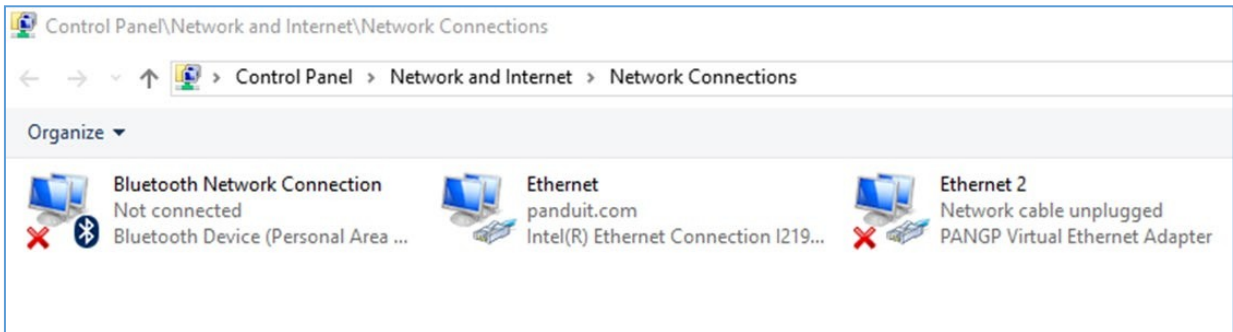 Control Panel\Network and Internet\Network Connections
Control Panel > Network and Internet > Network Connections
Organize
Bluetooth Network Connection
Not connected
Bluetooth Device (Personal Area ...
Ethernet
panduit.com
Intel(R) Ethernet Connection I219...
Ethernet 2
Network cable unplugged
PANGP Virtual Ethernet Adapter